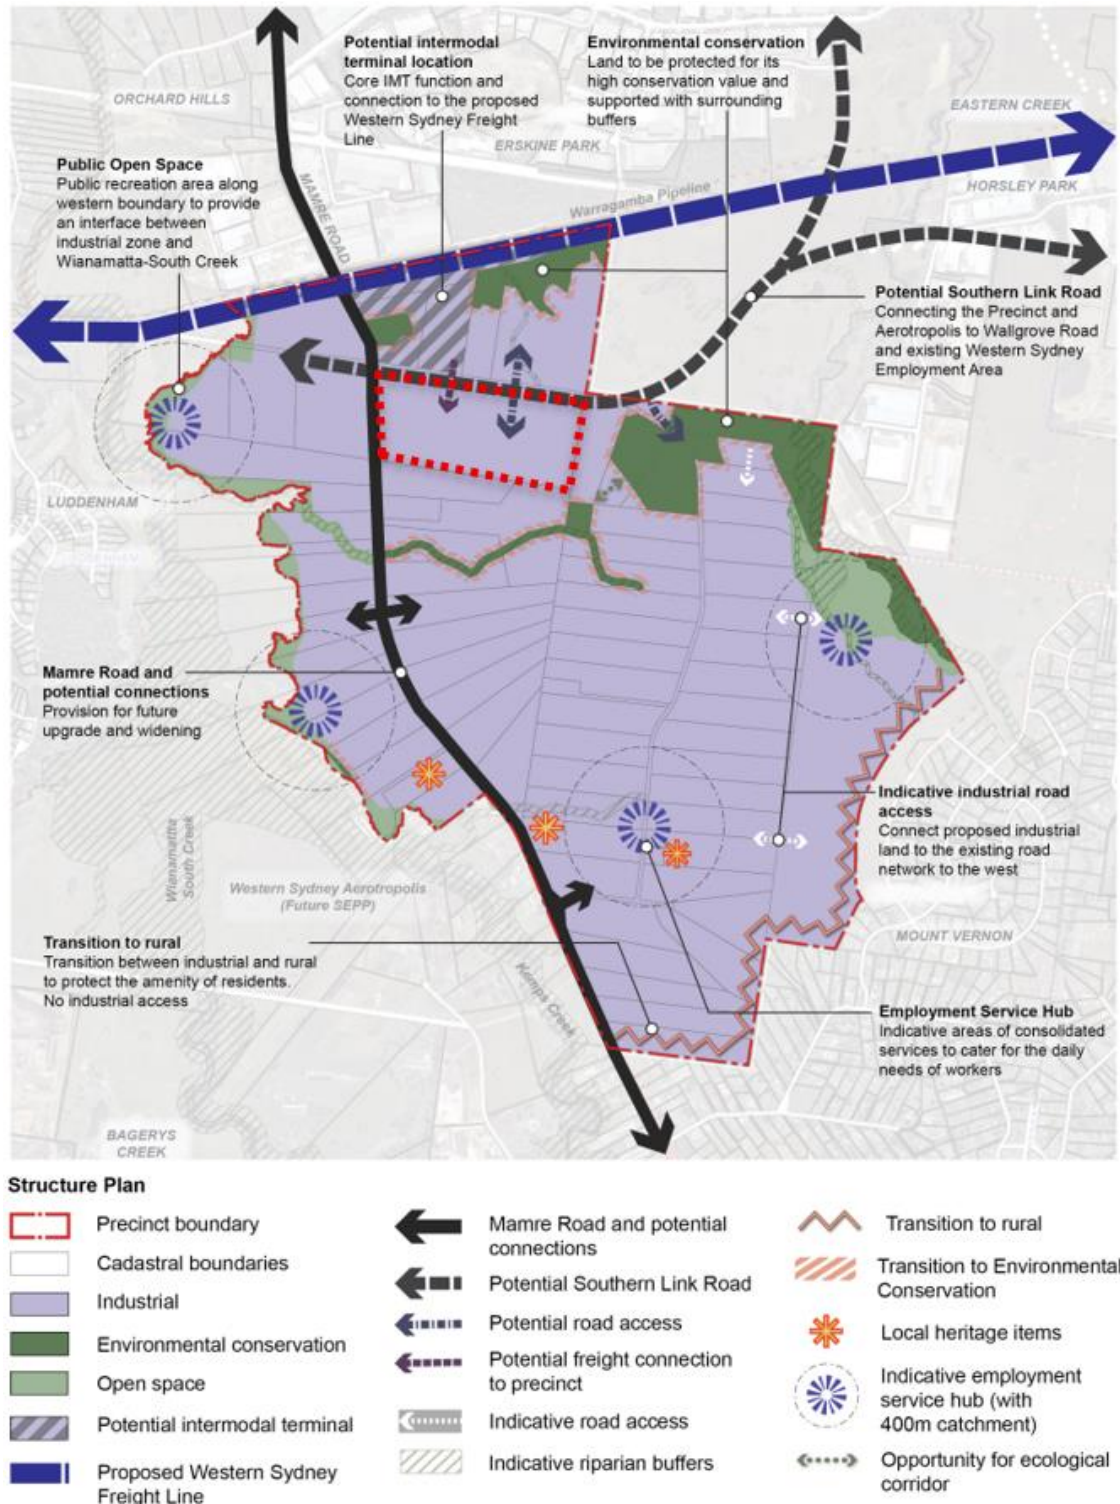 Potential intermodal
terminal location
Core IMT function and
connection to the proposed
Western Sydney Freight
Line
Environmental conservation
Land to be protected for its
high conservation value and
supported with surrounding
buffers
ORCHARD HILLS
EASTERN CREEK
ERSKINE PARK
Public Open Space
Public recreation area along
western boundary to provide
an interface between
industrial zone and
Wianamatta-South Creek
MAMRE ROAD
HORSLEY PARK
Warragamba Pipeline
Potential Southern Link Road
Connecting the Precinct and
Aerotropolis to Wallgrove Road
and existing Western Sydney
Employment Area
LUDDENHAM
Mamre Road and
potential connections
Provision for future
upgrade and widening
Indicative industrial road
access
Connect proposed industrial
land to the existing road
network to the west
Wianamatta
South Creek
Western Sydney Aerotropolis
(Future SEPP)
MOUNT VERNON
Transition to rural
Transition between industrial and rural
to protect the amenity of residents.
No industrial access
Kemps Creek
Employment Service Hub
Indicative areas of consolidated
services to cater for the daily
needs of workers
BAGERYS
CREEK
Structure Plan
Precinct boundary
Cadastral boundaries
Industrial
Environmental conservation
Open space
Potential intermodal terminal
Proposed Western Sydney
Freight Line
Mamre Road and potential
connections
Potential Southern Link Road
Potential road access
Potential freight connection
to precinct
Indicative road access
Indicative riparian buffers
Transition to rural
Transition to Environmental
Conservation
Local heritage items
Indicative employment
service hub (with
400m catchment)
Opportunity for ecological
corridor